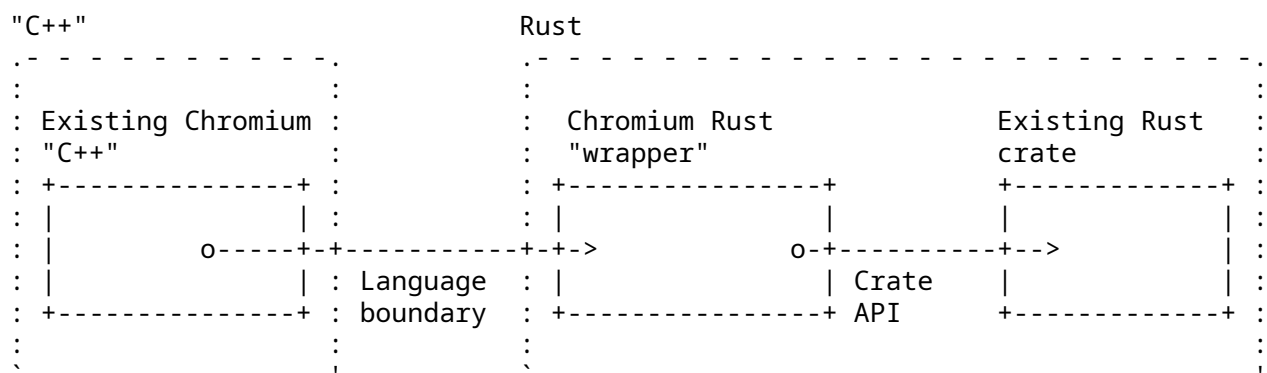 "C++" Rust
Existing Chromium Chromium Rust Existing Rust
"C++" "wrapper" crate
Language Crate
boundary API